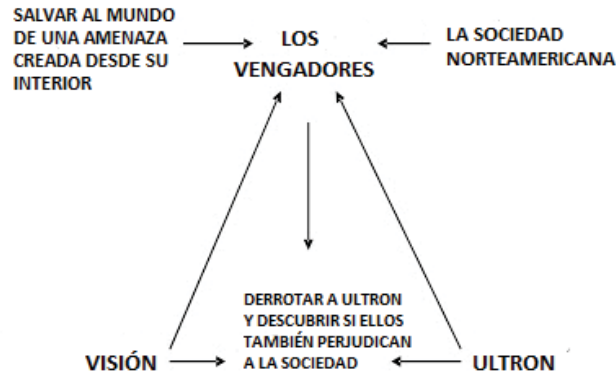 SALVAR AL MUNDO
DE UNA AMENAZA
CREADA DESDE SU
INTERIOR
LOS
VENGADORES
LA SOCIEDAD
NORTEAMERICANA
DERROTAR A ULTRON
Y DESCUBRIR SI ELLOS
TAMBIÉN PERJUDICAN
A LA SOCIEDAD
VISIÓN
ULTRON